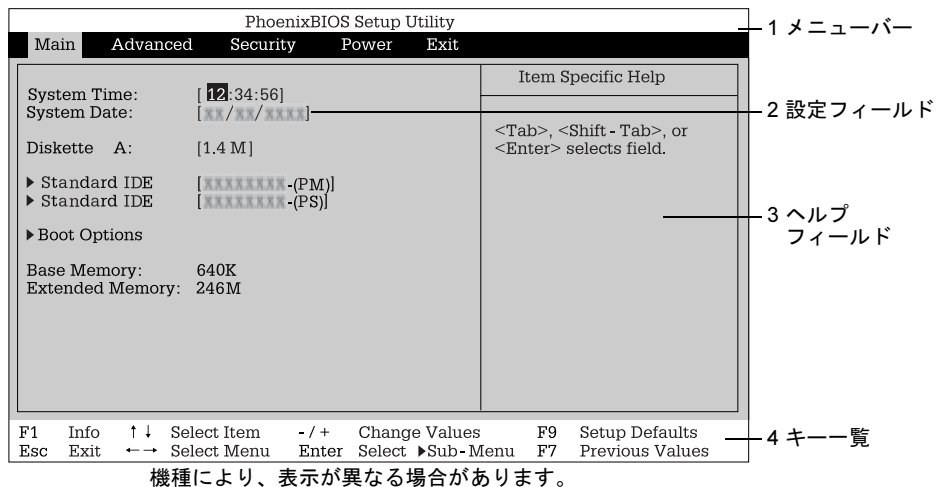 PhoenixBIOS Setup Utility
1 メニューバー
Main Advanced Security Power Exit
Item Specific Help
System Time: [12:34:56]
System Date: [xx/xx/xxxx]
2 設定フィールド
<Tab>, <Shift-Tab>, or
<Enter> selects field.
Diskette A: [1.4 M]
▶ Standard IDE [XXXXXXXX-(PM)]
▶ Standard IDE [XXXXXXXX-(PS)]
3 ヘルプ
フィールド
▶Boot Options
Base Memory: 640K
Extended Memory: 246M
F1 Info ↑↓ Select Item -/+ Change Values F9 Setup Defaults
Esc Exit ←→ Select Menu Enter Select ▶Sub-Menu F7 Previous Values
4 キー一覧
機種により、表示が異なる場合があります。